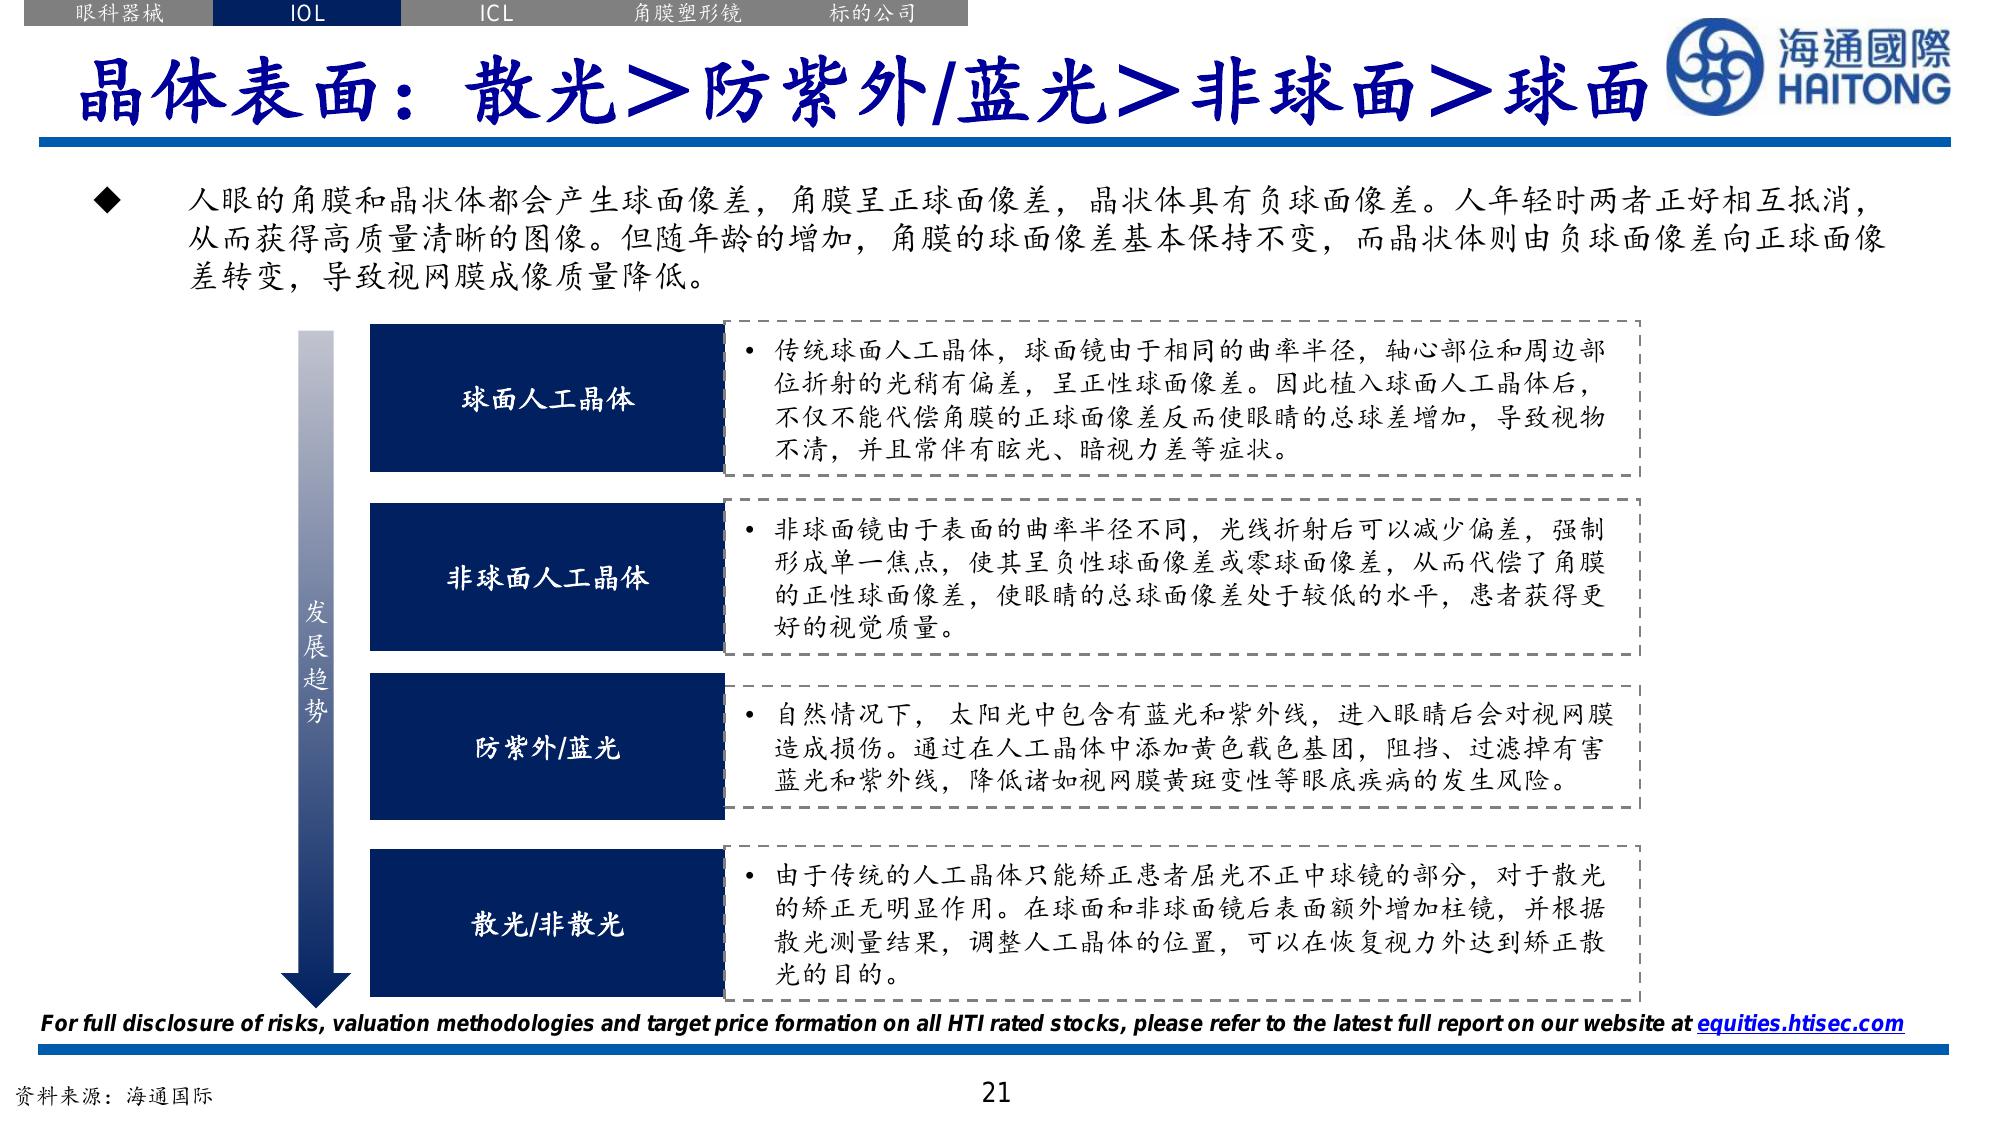 眼科器械
IOL
ICL
角膜塑形镜
标的公司
晶体表面：散光＞防紫外/蓝光＞非球面＞球面
海通國際
HAITONG
◆ 人眼的角膜和晶状体都会产生球面像差，角膜呈正球面像差，晶状体具有负球面像差。人年轻时两者正好相互抵消，
从而获得高质量清晰的图像。但随年龄的增加，角膜的球面像差基本保持不变，而晶状体则由负球面像差向正球面像
差转变，导致视网膜成像质量降低。
发
展
趋
势
球面人工晶体
• 传统球面人工晶体，球面镜由于相同的曲率半径，轴心部位和周边部
位折射的光稍有偏差，呈正性球面像差。因此植入球面人工晶体后，
不仅不能代偿角膜的正球面像差反而使眼睛的总球差增加，导致视物
不清，并且常伴有眩光、暗视力差等症状。
非球面人工晶体
• 非球面镜由于表面的曲率半径不同，光线折射后可以减少偏差，强制
形成单一焦点，使其呈负性球面像差或零球面像差，从而代偿了角膜
的正性球面像差，使眼睛的总球面像差处于较低的水平，患者获得更
好的视觉质量。
防紫外/蓝光
• 自然情况下， 太阳光中包含有蓝光和紫外线，进入眼睛后会对视网膜
造成损伤。通过在人工晶体中添加黄色载色基团，阻挡、过滤掉有害
蓝光和紫外线，降低诸如视网膜黄斑变性等眼底疾病的发生风险。
散光/非散光
• 由于传统的人工晶体只能矫正患者屈光不正中球镜的部分，对于散光
的矫正无明显作用。在球面和非球面镜后表面额外增加柱镜，并根据
散光测量结果，调整人工晶体的位置，可以在恢复视力外达到矫正散
光的目的。
For full disclosure of risks, valuation methodologies and target price formation on all HTI rated stocks, please refer to the latest full report on our website at equities.htisec.com
资料来源：海通国际
21